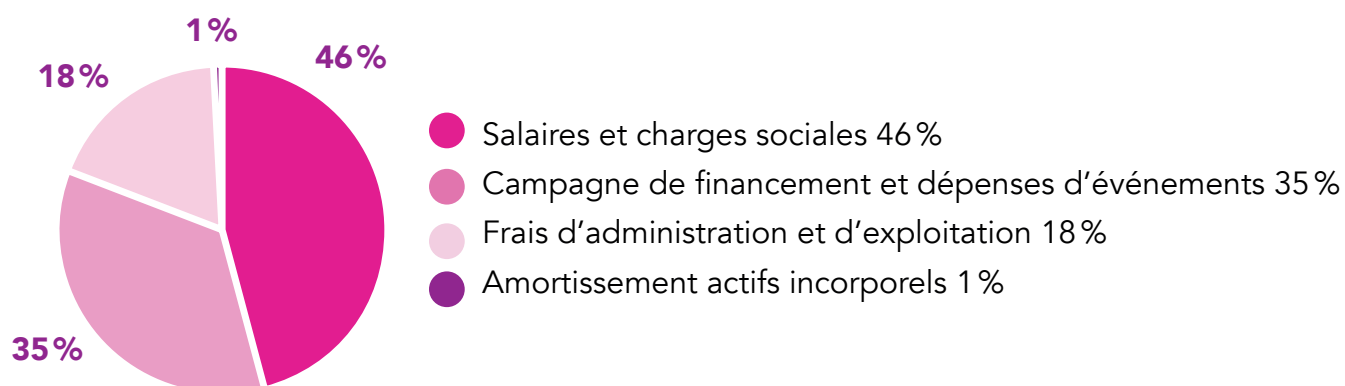 1 %
46 %
18 %
Salaires et charges sociales 46 %
Campagne de financement et dépenses d’événements 35 %
Frais d’administration et d’exploitation 18 %
Amortissement actifs incorporels 1 %
35 %